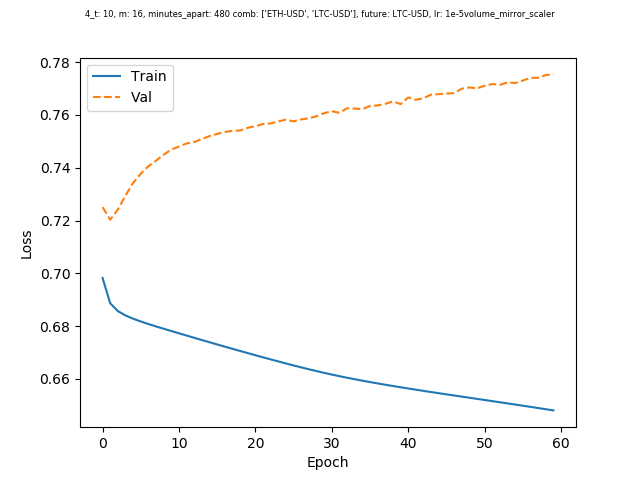 4_t: 10, m: 16, minutes_apart: 480 comb: ['ETH-USD', 'LTC-USD'], future: LTC-USD, lr: 1e-5volume_mirror_scaler
Train
Val
0.78
0.76
0.74
0.72
0.70
0.68
0.66
Loss
0
10
20
30
40
50
60
Epoch